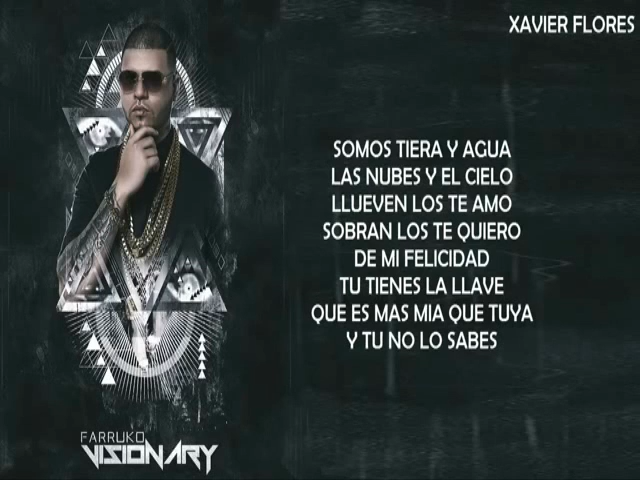 XAVIER FLORES
SOMOS TIERA Y AGUA
LAS NUBES Y EL CIELO
LLUEVEN LOS TE AMO
SOBRAN LOS TE QUIERO
DE MI FELICIDAD
TU TIENES LA LLAVE
QUE ES MAS MIA QUE TUYA
Y TU NO LO SABES
FARRUKO
VISIONARY